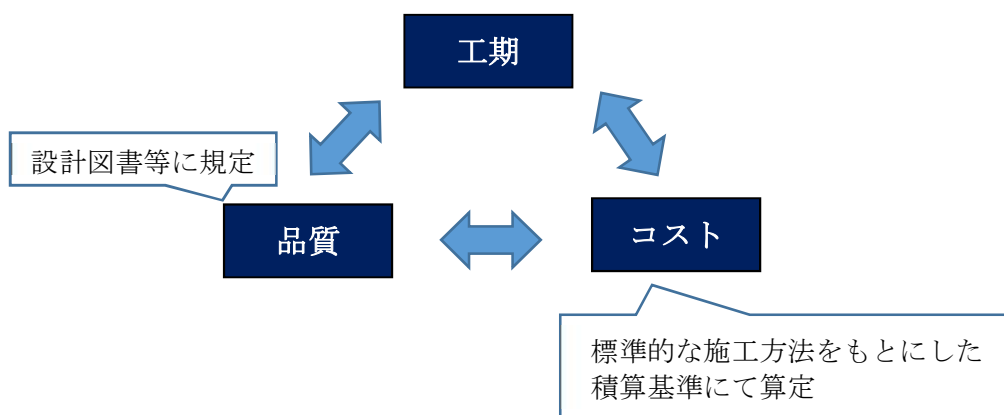 工期
設計図書等に規定
品質
コスト
標準的な施工方法をもとにした
積算基準にて算定